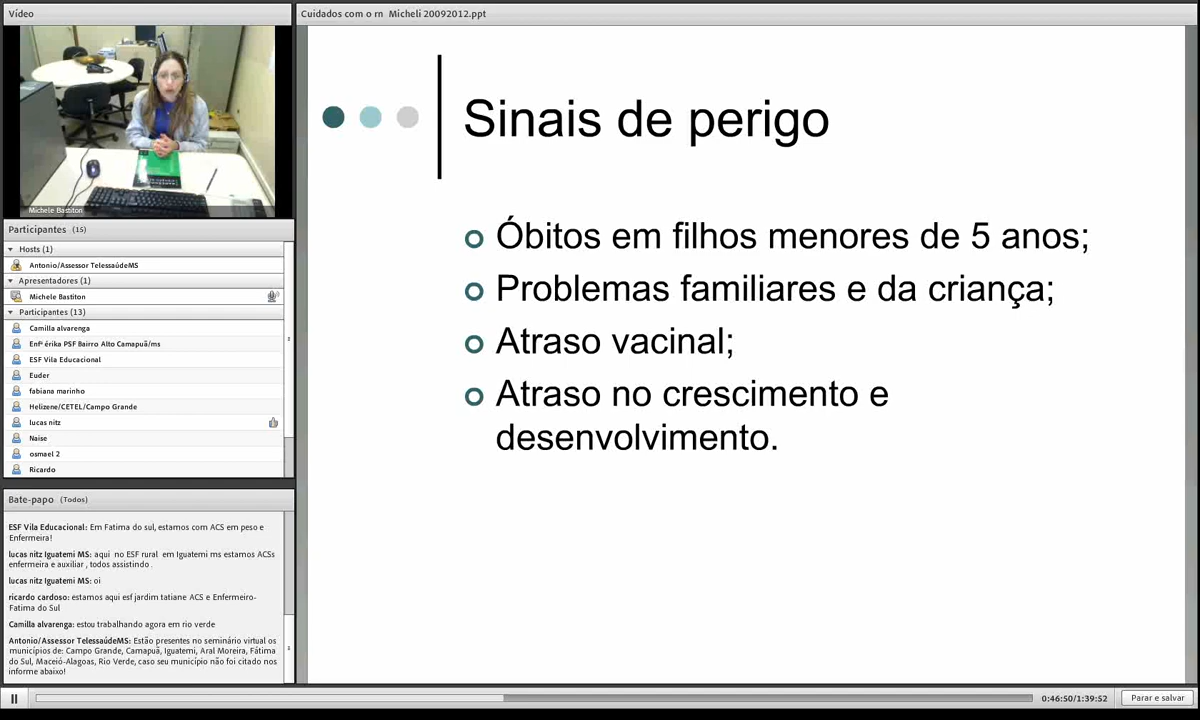 Vídeo
Michele Bastiton
Participantes (15)
Hosts (1)
Antonio/Assessor TelessaúdeMS
Apresentadores (1)
Michele Bastiton
Participantes (13)
Camilla alvarenga
Enfª érika PSF Bairro Alto Camapuã/ms
ESF Vila Educacional
Euder
fabiana marinho
Helizene/CETEL/Campo Grande
lucas nitz
Naise
osmael 2
Ricardo
Bate-papo (Todos)
ESF Vila Educacional: Em Fatima do sul, estamos com ACS em peso e
Enfermeira!
lucas nitz Iguatemi MS: aqui no ESF rural em Iguatemi ms estamos ACSs
enfermeira e auxiliar , todos assistindo .
lucas nitz Iguatemi MS: oi
ricardo cardoso: estamos aqui esf jardim tatiane ACS e Enfermeiro-
Fatima do Sul
Camilla alvarenga: estou trabalhando agora em rio verde
Antonio/Assessor TelessaúdeMS: Estão presentes no seminário virtual os
municípios de: Campo Grande, Camapuã, Iguatemi, Aral Moreira, Fátima
do Sul, Maceió-Alagoas, Rio Verde, caso seu município não foi citado nos
informe abaixo!
Cuidados com o rn Micheli 20092012.ppt
Sinais de perigo
Óbitos em filhos menores de 5 anos;
Problemas familiares e da criança;
Atraso vacinal;
Atraso no crescimento e
desenvolvimento.
0:46:50/1:39:52
Parar e salvar